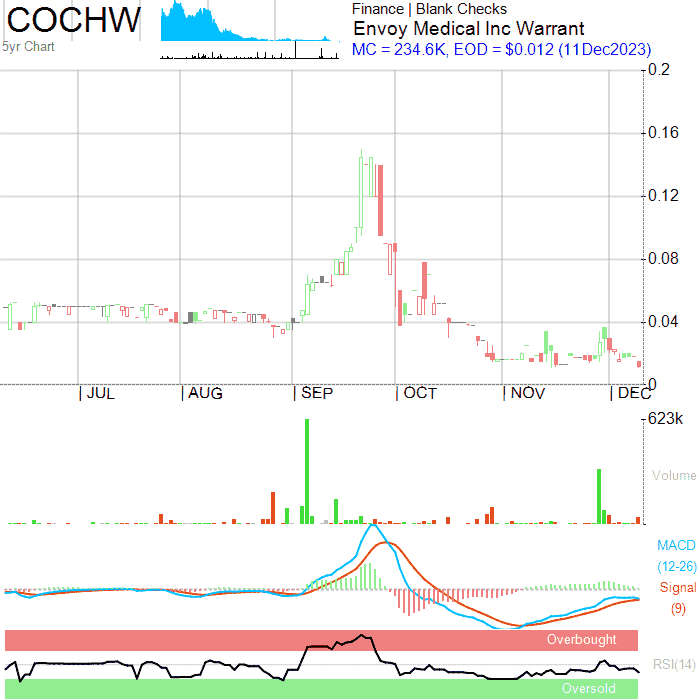 COCHW
5yr Chart
Finance | Blank Checks
Envoy Medical Inc Warrant
MC = 234.6K, EOD = $0.012 (11Dec2023)
0.2
0.16
0.12
0.08
0.04
0
| JUL | AUG | SEP | OCT | NOV | DEC
623k
Volume
MACD
(12-26)
Signal
(9)
Overbought
RSI(14)
Oversold